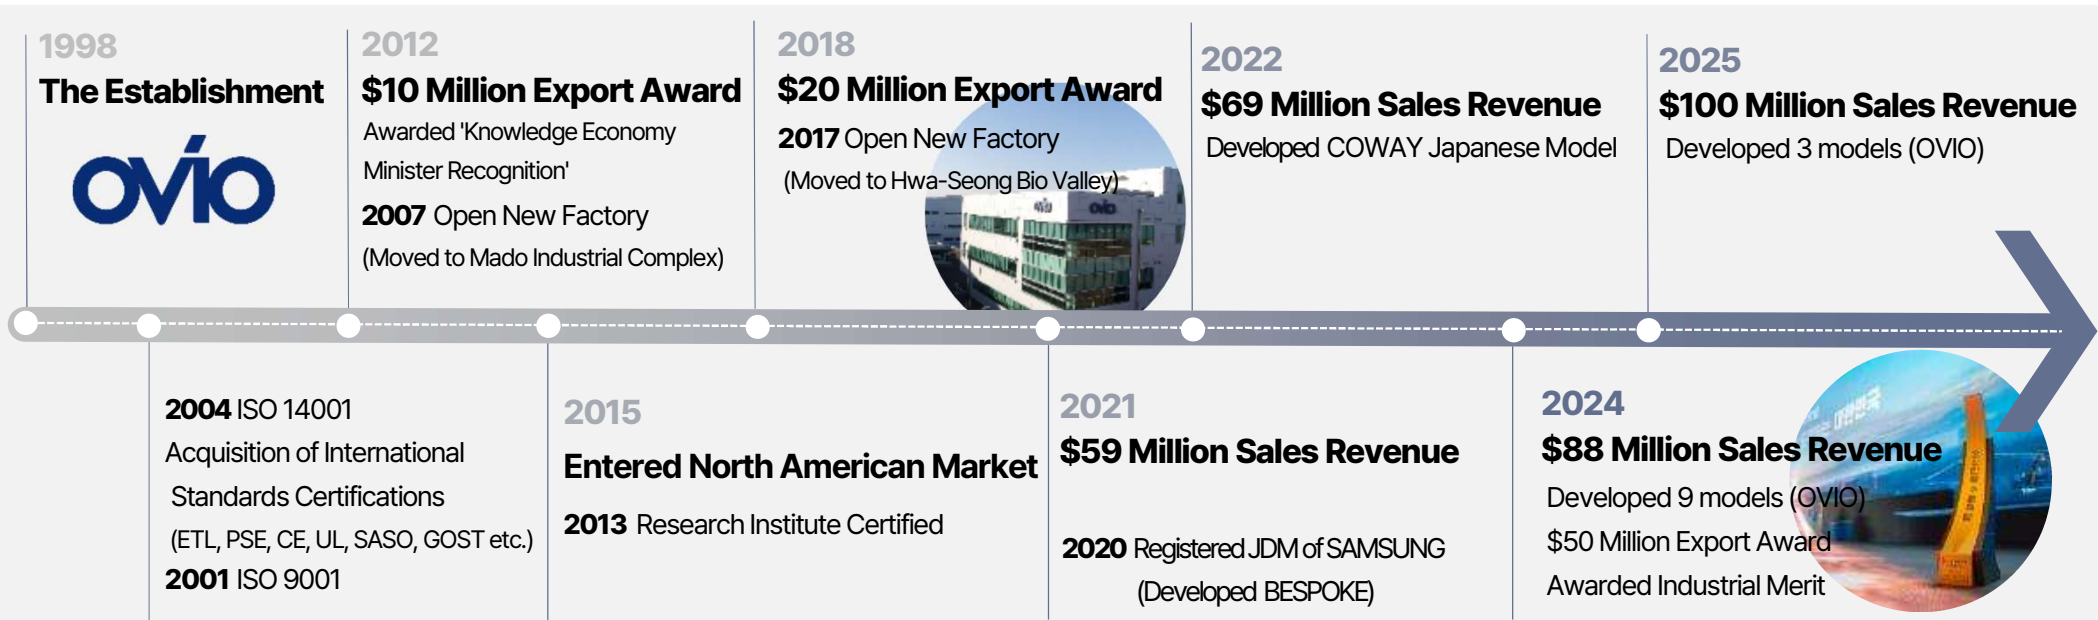 1998
The Establishment
OVIO
2012
$10 Million Export Award
Awarded 'Knowledge Economy
Minister Recognition'
2007 Open New Factory
(Moved to Mado Industrial Complex)
2018
$20 Million Export Award
2017 Open New Factory
(Moved to Hwa-Seong Bio Valley)
ovio
ovio
2022
$69 Million Sales Revenue
Developed COWAY Japanese Model
2025
$100 Million Sales Revenue
Developed 3 models (OVIO)
2004 ISO 14001
Acquisition of International
Standards Certifications
(ETL, PSE, CE, UL, SASO, GOST etc.)
2001 ISO 9001
2015
Entered North American Market
2013 Research Institute Certified
2021
$59 Million Sales Revenue
2020 Registered JDM of SAMSUNG
(Developed BESPOKE)
2024
$88 Million Sales Revenue
Developed 9 models (OVIO)
$50 Million Export Award
Awarded Industrial Merit